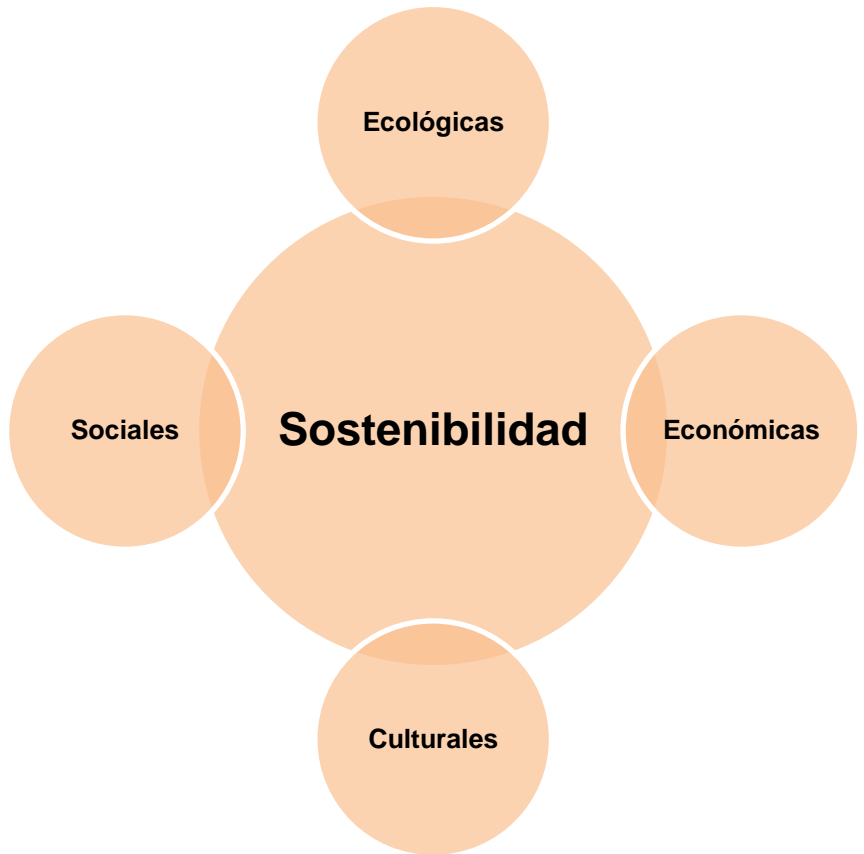 Ecológicas
Sociales
Sostenibilidad
Económicas
Culturales